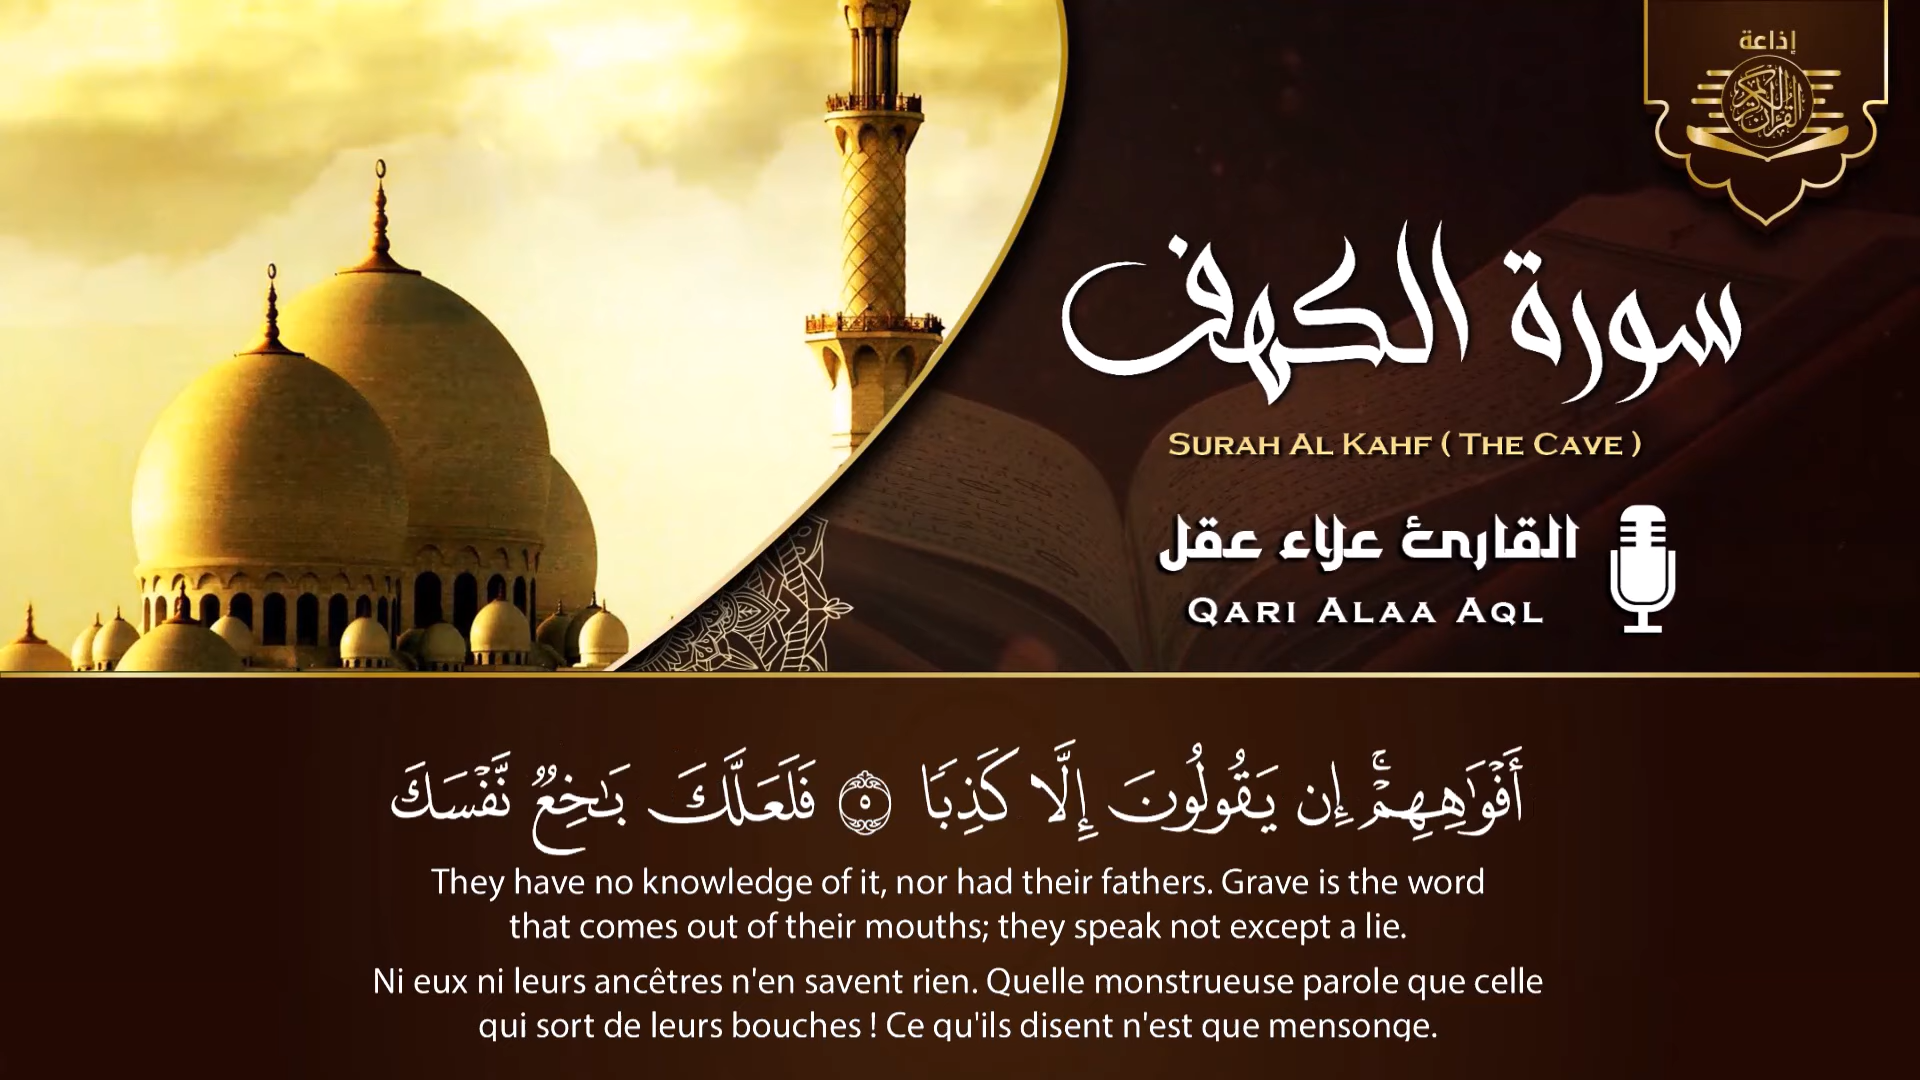 إذاعة
القرآن الكريم
سورة الكهف
SURAH AL KAHF ( THE CAVE )
القارئ علاء عقل
QARI ALAA AQL
أَفْوَٰهِهِمْۚ إِن يَقُولُونَ إِلَّا كَذِبًا ۝٥ فَلَعَلَّكَ بَـٰخِعٌ نَّفْسَكَ
They have no knowledge of it, nor had their fathers. Grave is the word
that comes out of their mouths; they speak not except a lie.
Ni eux ni leurs ancêtres n'en savent rien. Quelle monstrueuse parole que celle
qui sort de leurs bouches ! Ce qu'ils disent n'est que mensonge.